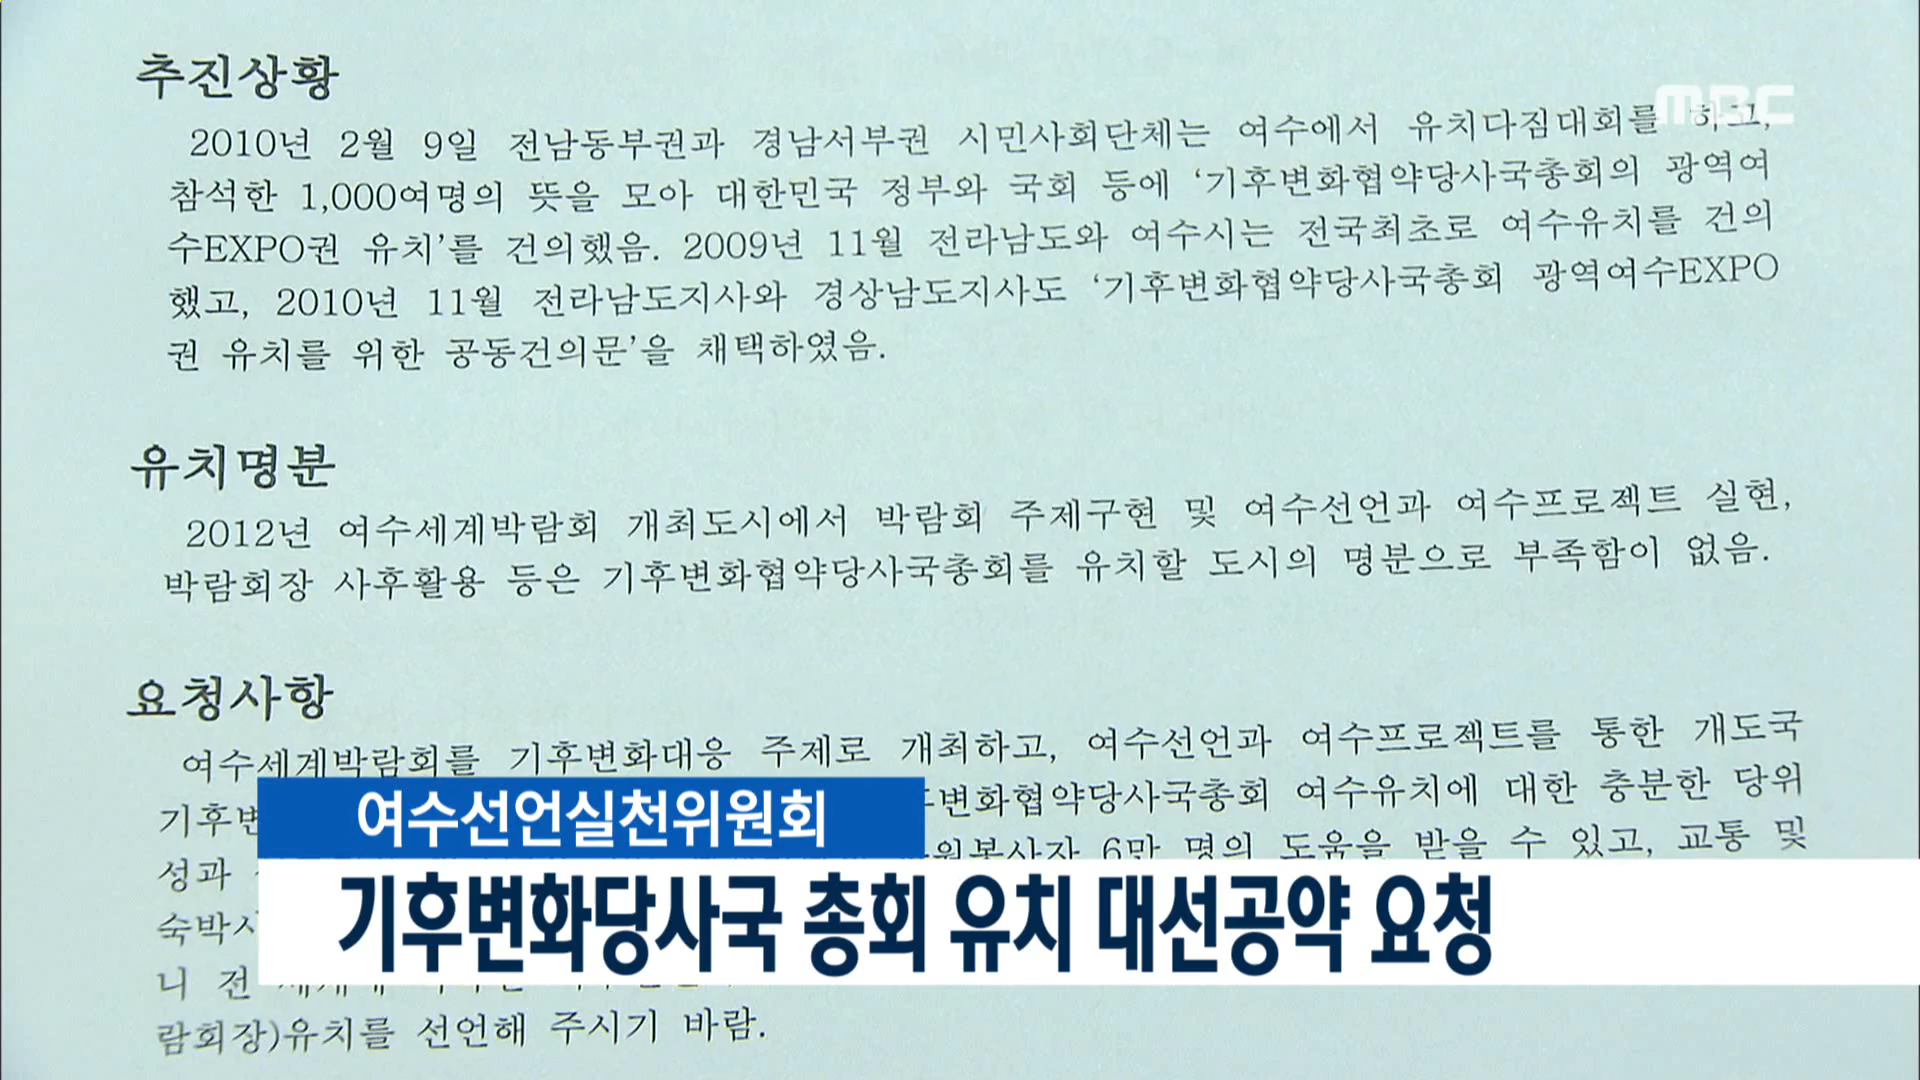 추진상황
MBC
2010년 2월 9일 전남동부권과 경남서부권 시민사회단체는 여수에서 유치다짐대회를 하고,
참석한 1,000여명의 뜻을 모아 대한민국 정부와 국회 등에 ‘기후변화협약당사국총회의 광역여
수EXPO권 유치’를 건의했음. 2009년 11월 전라남도와 여수시는 전국최초로 여수유치를 건의
했고, 2010년 11월 전라남도지사와 경상남도지사도 ‘기후변화협약당사국총회 광역여수EXPO
권 유치를 위한 공동건의문’을 채택하였음.
유치명분
2012년 여수세계박람회 개최도시에서 박람회 주제구현 및 여수선언과 여수프로젝트 실현,
박람회장 사후활용 등은 기후변화협약당사국총회를 유치할 도시의 명분으로 부족함이 없음.
요청사항
여수세계박람회를 기후변화대응 주제로 개최하고, 여수선언과 여수프로젝트를 통한 개도국
기후변 후변화협약당사국총회 여수유치에 대한 충분한 당위
성과 원봉사자 6만 명의 도움을 받을 수 있고, 교통 및
숙박시
니 전
람회장)유치를 선언해 주시기 바람.
여수선언실천위원회
기후변화당사국 총회 유치 대선공약 요청